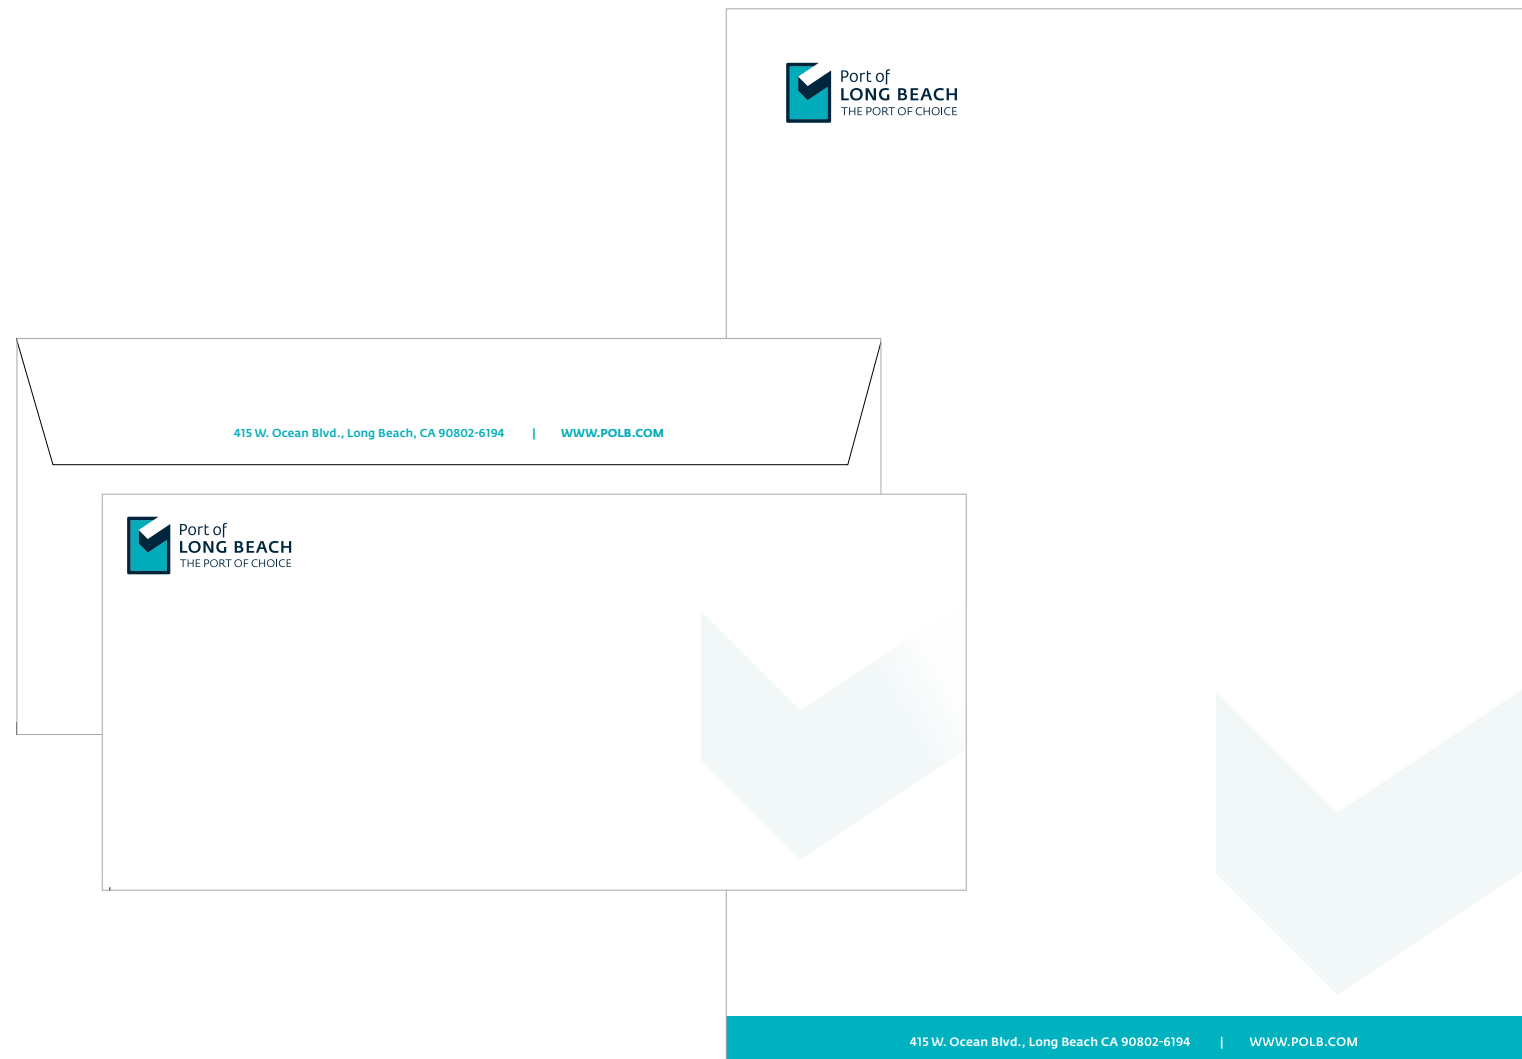 Port of
LONG BEACH
THE PORT OF CHOICE
415 W. Ocean Blvd., Long Beach, CA 90802-6194 | WWW.POLB.COM
Port of
LONG BEACH
THE PORT OF CHOICE
415 W. Ocean Blvd., Long Beach CA 90802-6194 | WWW.POLB.COM